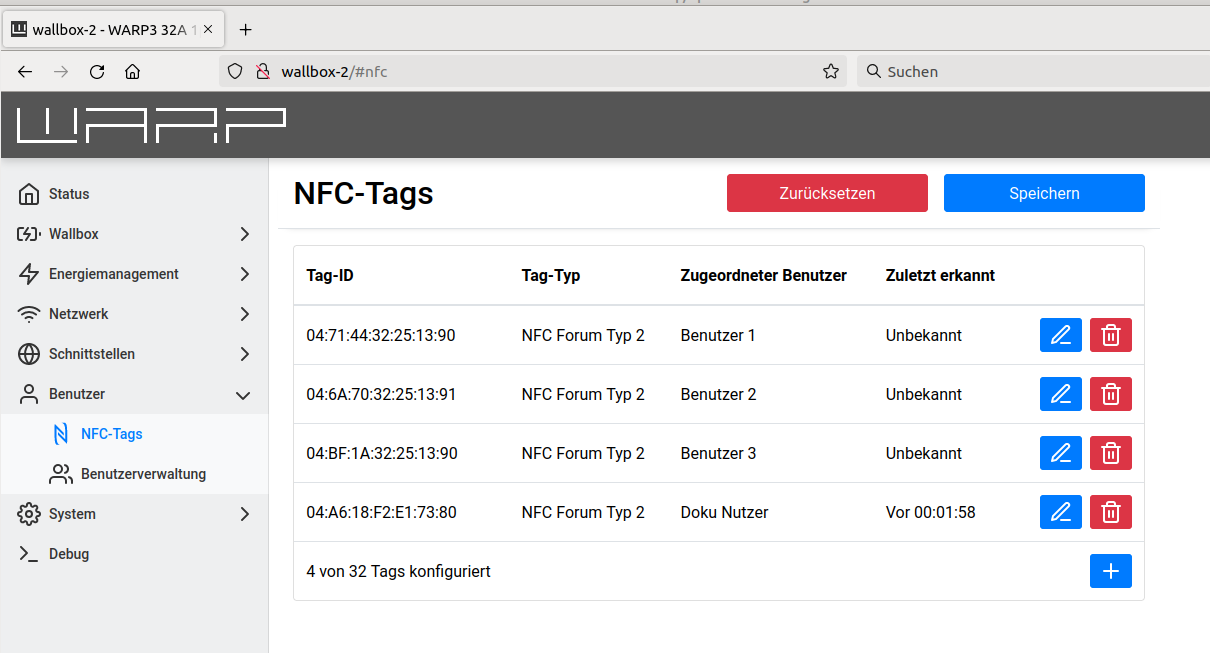 wallbox-2 - WARP3 32A 1
wallbox-2/#nfc
Suchen
WARP
Status
Wallbox
Energiemanagement
Netzwerk
Schnittstellen
Benutzer
NFC-Tags
Benutzerverwaltung
System
Debug
NFC-Tags
Zurücksetzen
Speichern
Tag-ID Tag-Typ Zugeordneter Benutzer Zuletzt erkannt
04:71:44:32:25:13:90 NFC Forum Typ 2 Benutzer 1 Unbekannt
04:6A:70:32:25:13:91 NFC Forum Typ 2 Benutzer 2 Unbekannt
04:BF:1A:32:25:13:90 NFC Forum Typ 2 Benutzer 3 Unbekannt
04:A6:18:F2:E1:73:80 NFC Forum Typ 2 Doku Nutzer Vor 00:01:58
4 von 32 Tags konfiguriert